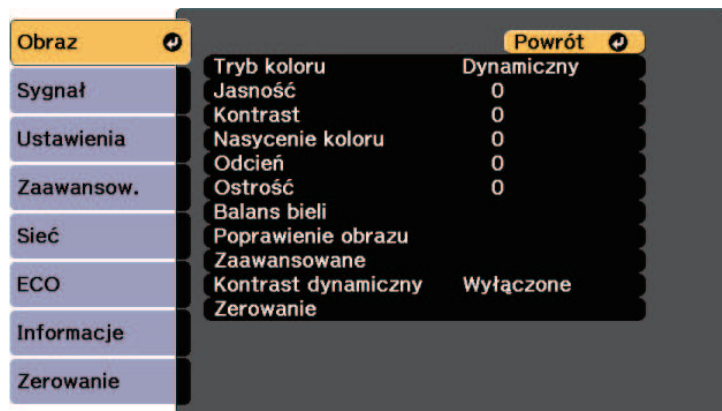 Obraz
Sygnał
Ustawienia
Zaawansow.
Sieć
ECO
Informacje
Zerowanie
Powrót
Tryb koloru Dynamiczny
Jasność 0
Kontrast 0
Nasycenie koloru 0
Odcień 0
Ostrość 0
Balans bieli
Poprawienie obrazu
Zaawansowane
Kontrast dynamiczny Wyłączone
Zerowanie